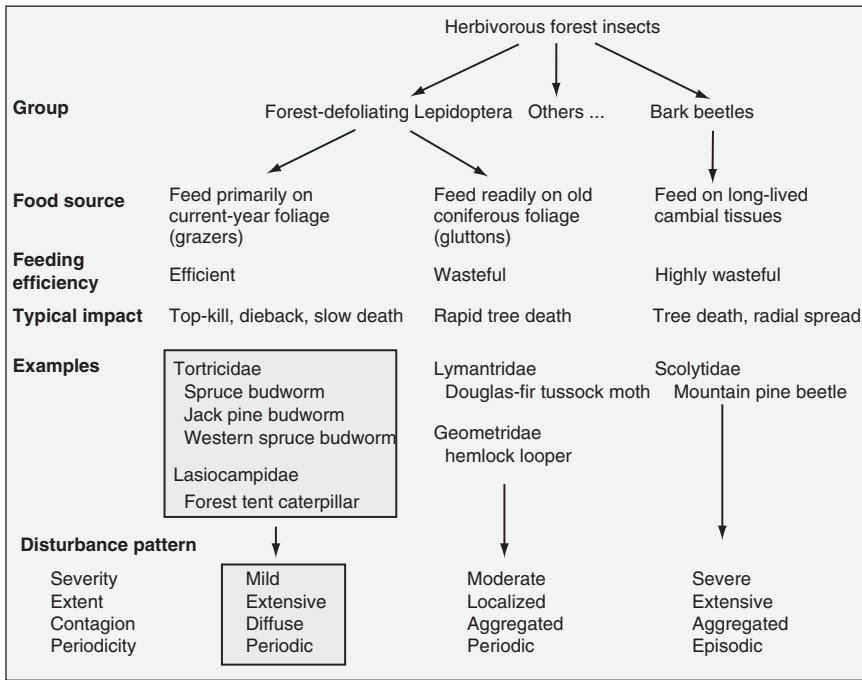 Herbivorous forest insects
Group
Forest-defoliating Lepidoptera Others ... Bark beetles
Food source
Feed primarily on
current-year foliage
(grazers)
Feed readily on old
coniferous foliage
(gluttons)
Feed on long-lived
cambial tissues
Feeding
efficiency
Efficient Wasteful Highly wasteful
Typical impact Top-kill, dieback, slow death Rapid tree death Tree death, radial spread
Examples
Tortricidae
Spruce budworm
Jack pine budworm
Western spruce budworm
Lasiocampidae
Forest tent caterpillar
Lymantridae
Douglas-fir tussock moth
Geometridae
hemlock looper
Scolytidae
Mountain pine beetle
Disturbance pattern
Severity Mild Moderate Severe
Extent Extensive Localized Extensive
Contagion Diffuse Aggregated Aggregated
Periodicity Periodic Periodic Episodic